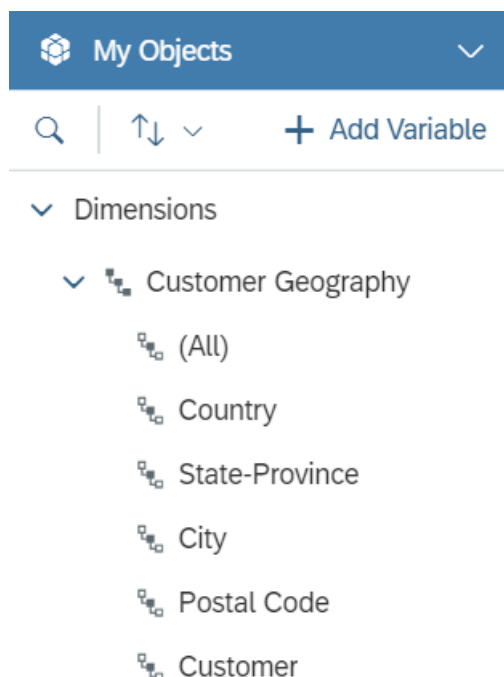 My Objects
Add Variable
Dimensions
Customer Geography
(All)
Country
State-Province
City
Postal Code
Customer